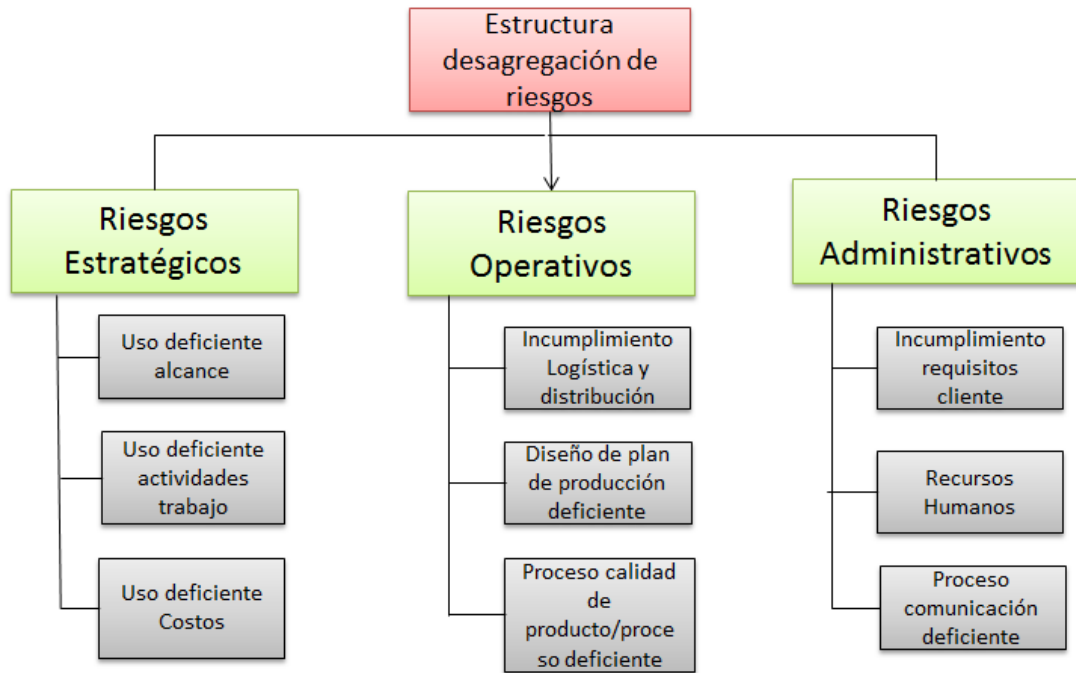 Estructura
desagregación de
riesgos
Riesgos
Estratégicos
Uso deficiente
alcance
Uso deficiente
actividades
trabajo
Uso deficiente
Costos
Riesgos
Operativos
Incumplimiento
Logística y
distribución
Diseño de plan
de producción
deficiente
Proceso calidad
de
producto/proce
so deficiente
Riesgos
Administrativos
Incumplimiento
requisitos
cliente
Recursos
Humanos
Proceso
comunicación
deficiente